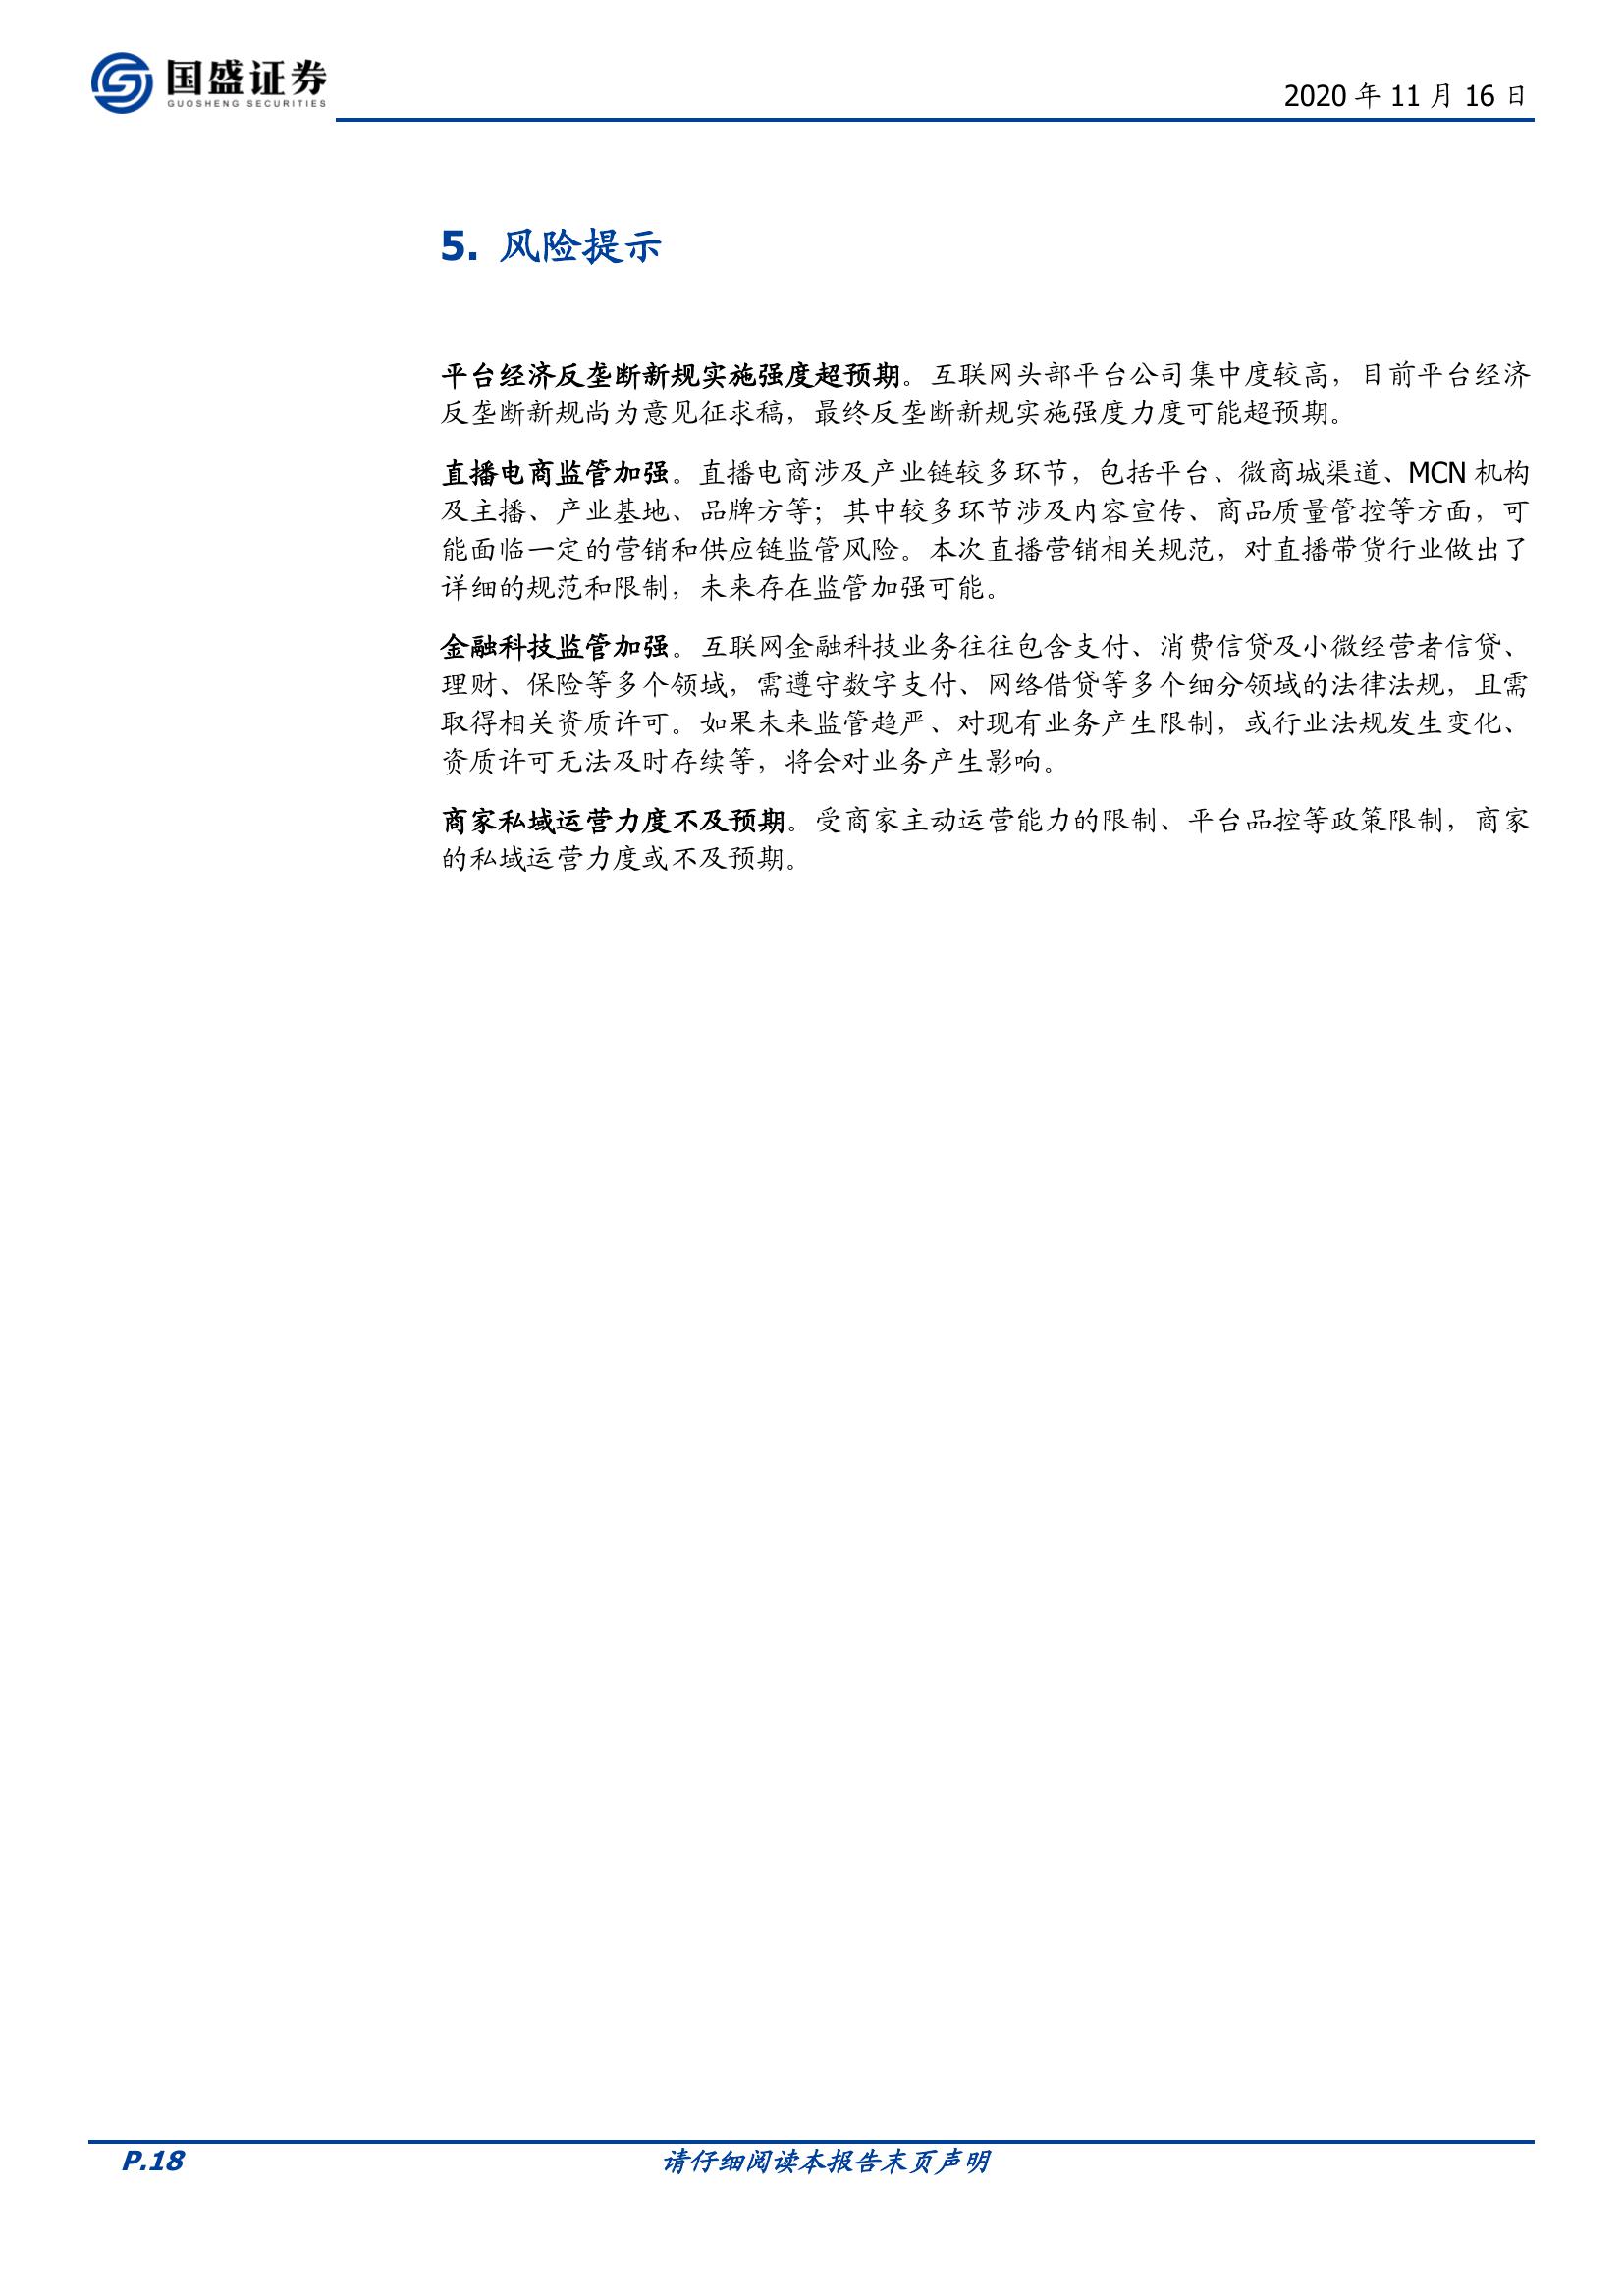 国盛证券
GUOSHENG SECURITIES
2020 年 11 月 16 日
5. 风险提示
平台经济反垄断新规实施强度超预期。互联网头部平台公司集中度较高，目前平台经济
反垄断新规尚为意见征求稿，最终反垄断新规实施强度力度可能超预期。
直播电商监管加强。直播电商涉及产业链较多环节，包括平台、微商城渠道、MCN 机构
及主播、产业基地、品牌方等；其中较多环节涉及内容宣传、商品质量管控等方面，可
能面临一定的营销和供应链监管风险。本次直播营销相关规范，对直播带货行业做出了
详细的规范和限制，未来存在监管加强可能。
金融科技监管加强。互联网金融科技业务往往包含支付、消费信贷及小微经营者信贷、
理财、保险等多个领域，需遵守数字支付、网络借贷等多个细分领域的法律法规，且需
取得相关资质许可。如果未来监管趋严、对现有业务产生限制，或行业法规发生变化、
资质许可无法及时存续等，将会对业务产生影响。
商家私域运营力度不及预期。受商家主动运营能力的限制、平台品控等政策限制，商家
的私域运营力度或不及预期。
P.18
请仔细阅读本报告末页声明